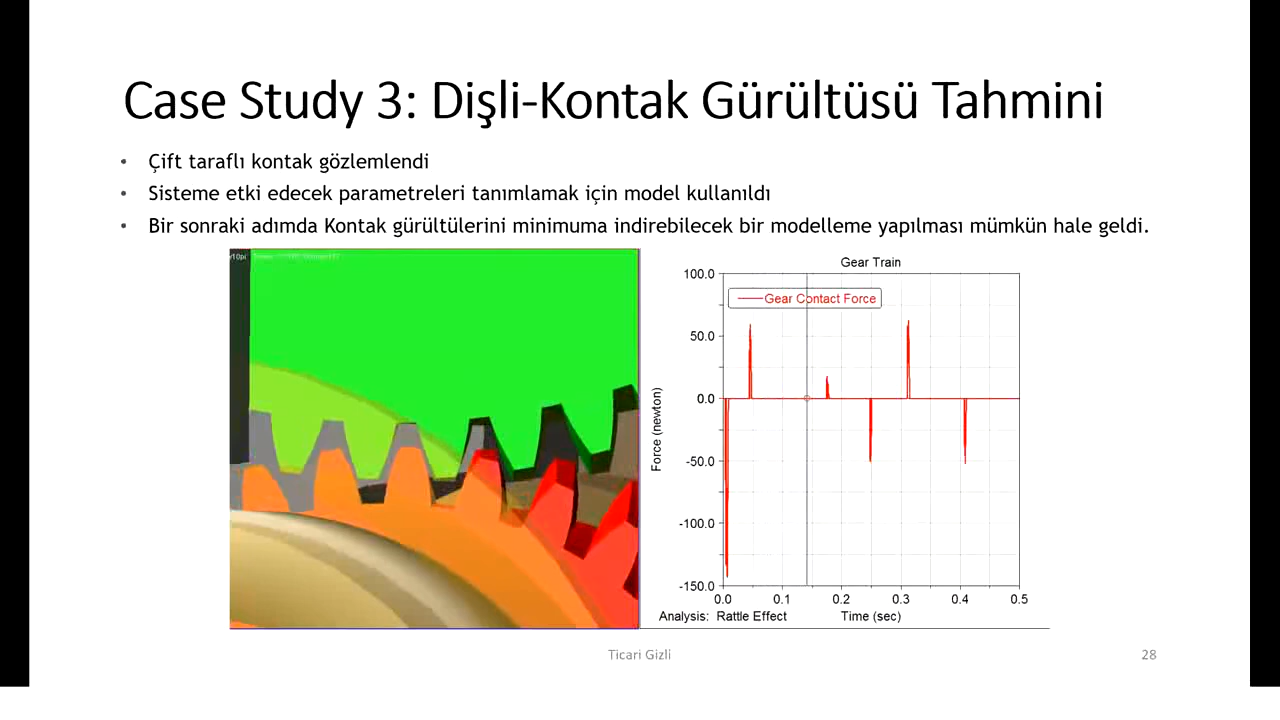 Case Study 3: Dişli-Kontak Gürültüsü Tahmini
• Çift taraflı kontak gözlemlendi
• Sisteme etki edecek parametreleri tanımlamak için model kullanıldı
• Bir sonraki adımda Kontak gürültülerini minimuma indirebilecek bir modelleme yapılması mümkün hale geldi.
Gear Train
Gear Contact Force
100.0
50.0
0.0
-50.0
-100.0
-150.0
Force (newton)
0.0 0.1 0.2 0.3 0.4 0.5
Analysis: Rattle Effect Time (sec)
Ticari Gizli 28